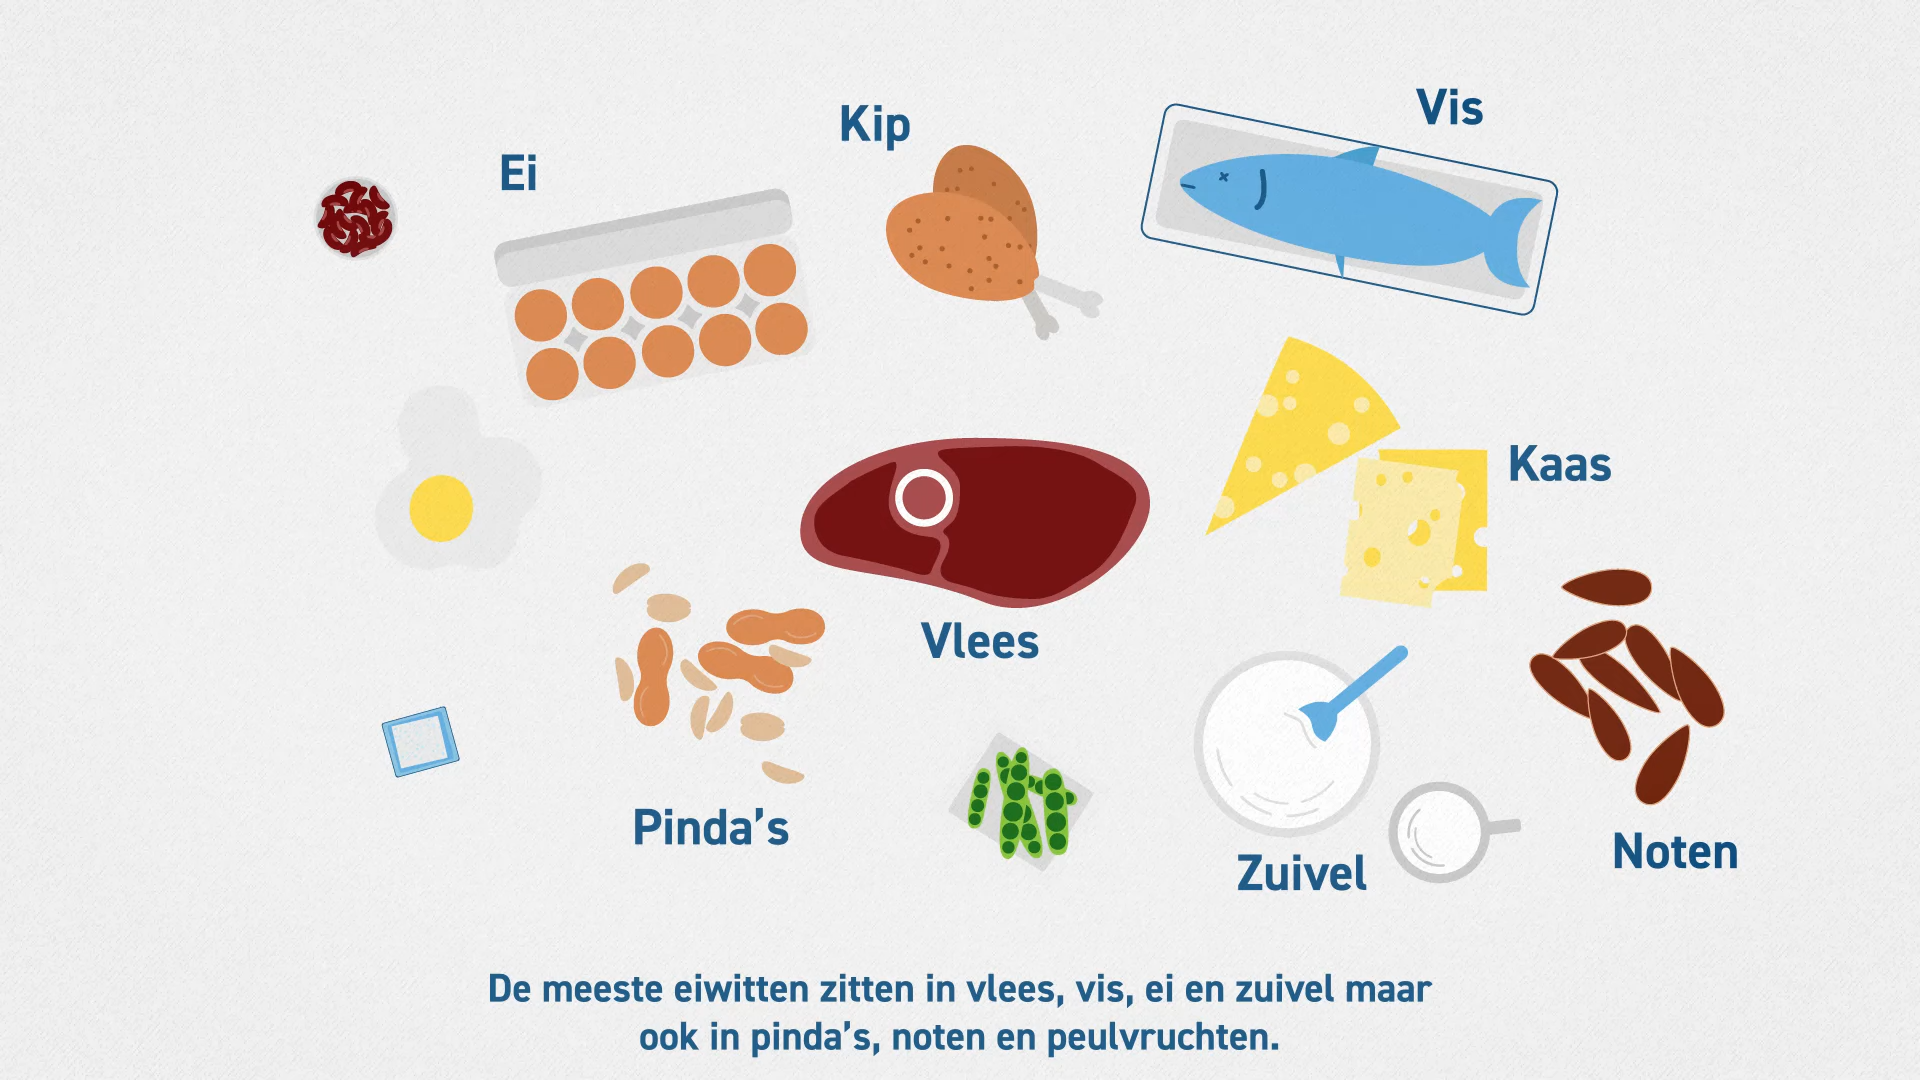 Ei
Kip
Vis
Kaas
Vlees
Pinda's
Zuivel
Noten
De meeste eiwitten zitten in vlees, vis, ei en zuivel maar
ook in pinda's, noten en peulvruchten.